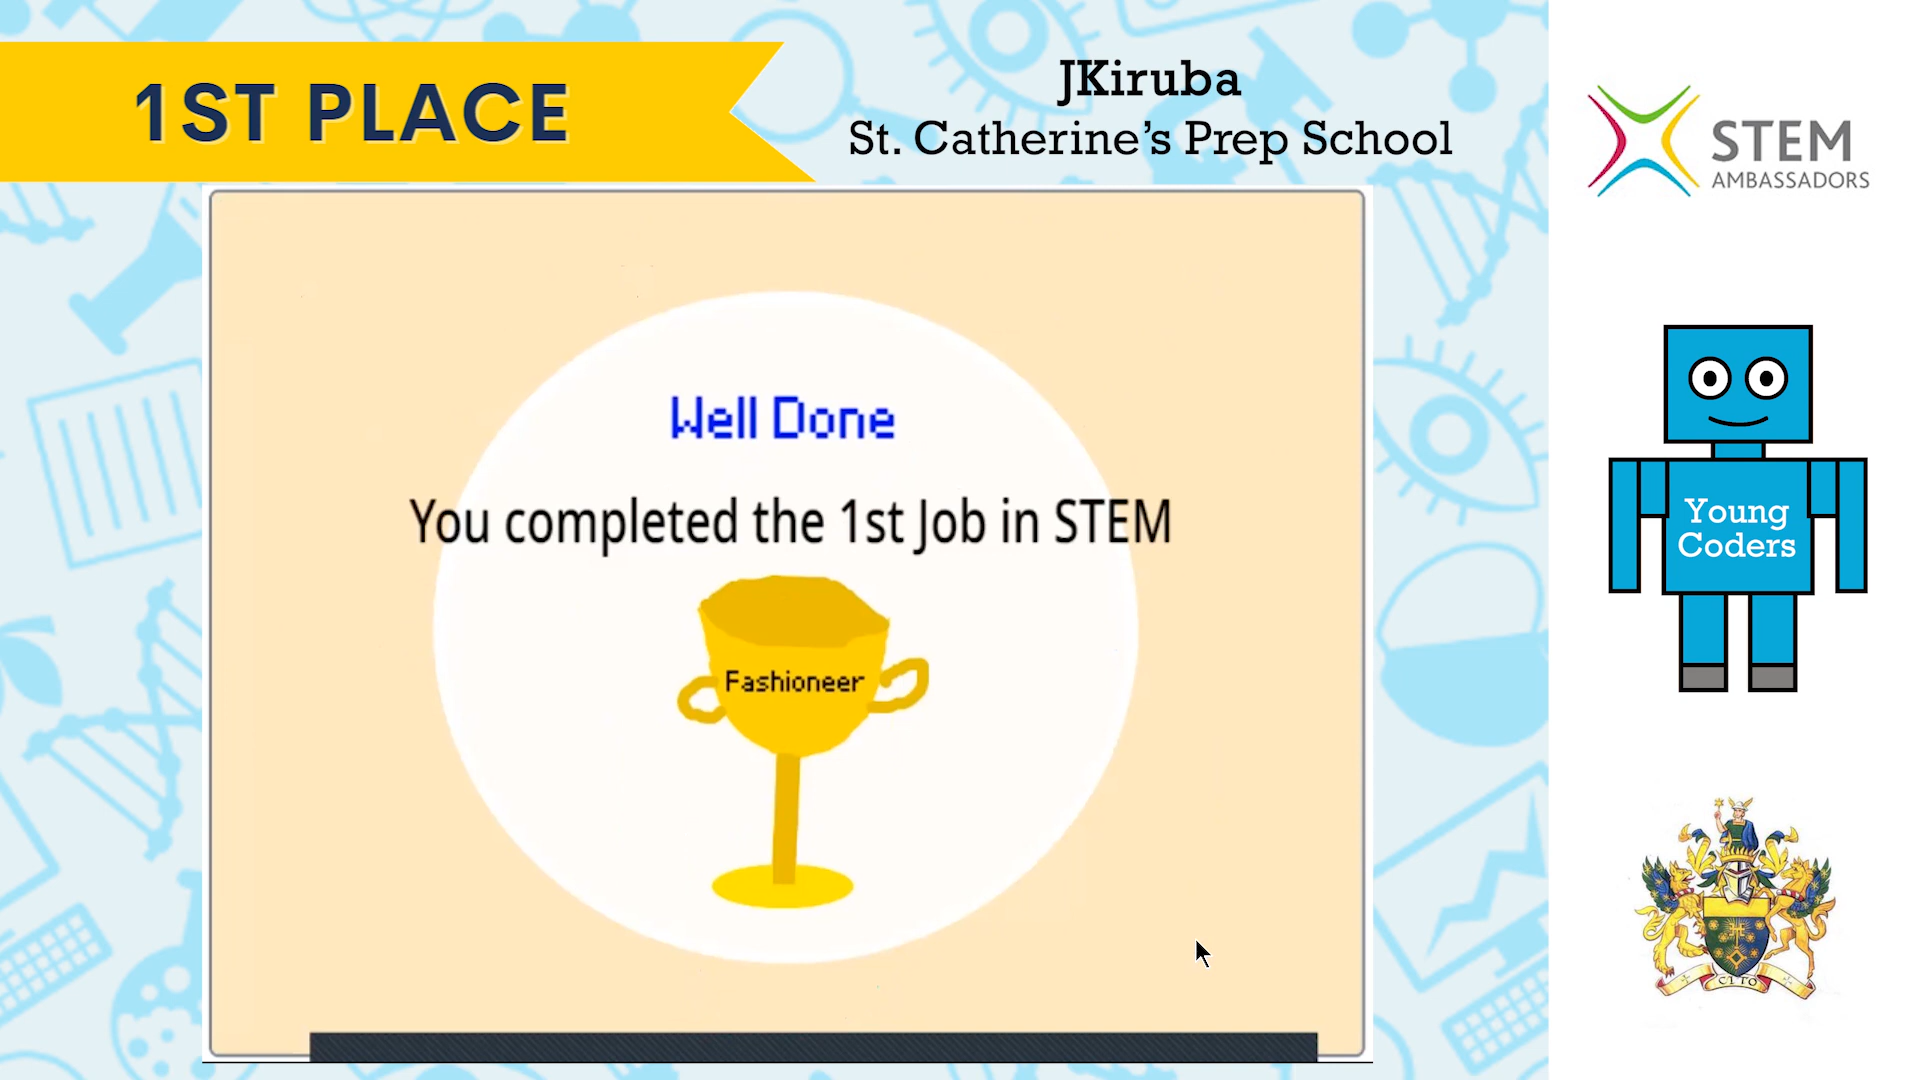 1ST PLACE
JKiruba
St. Catherine's Prep School
STEM
AMBASSADORS
Well Done
You completed the 1st Job in STEM
Fashioneer
Young
Coders
CITO